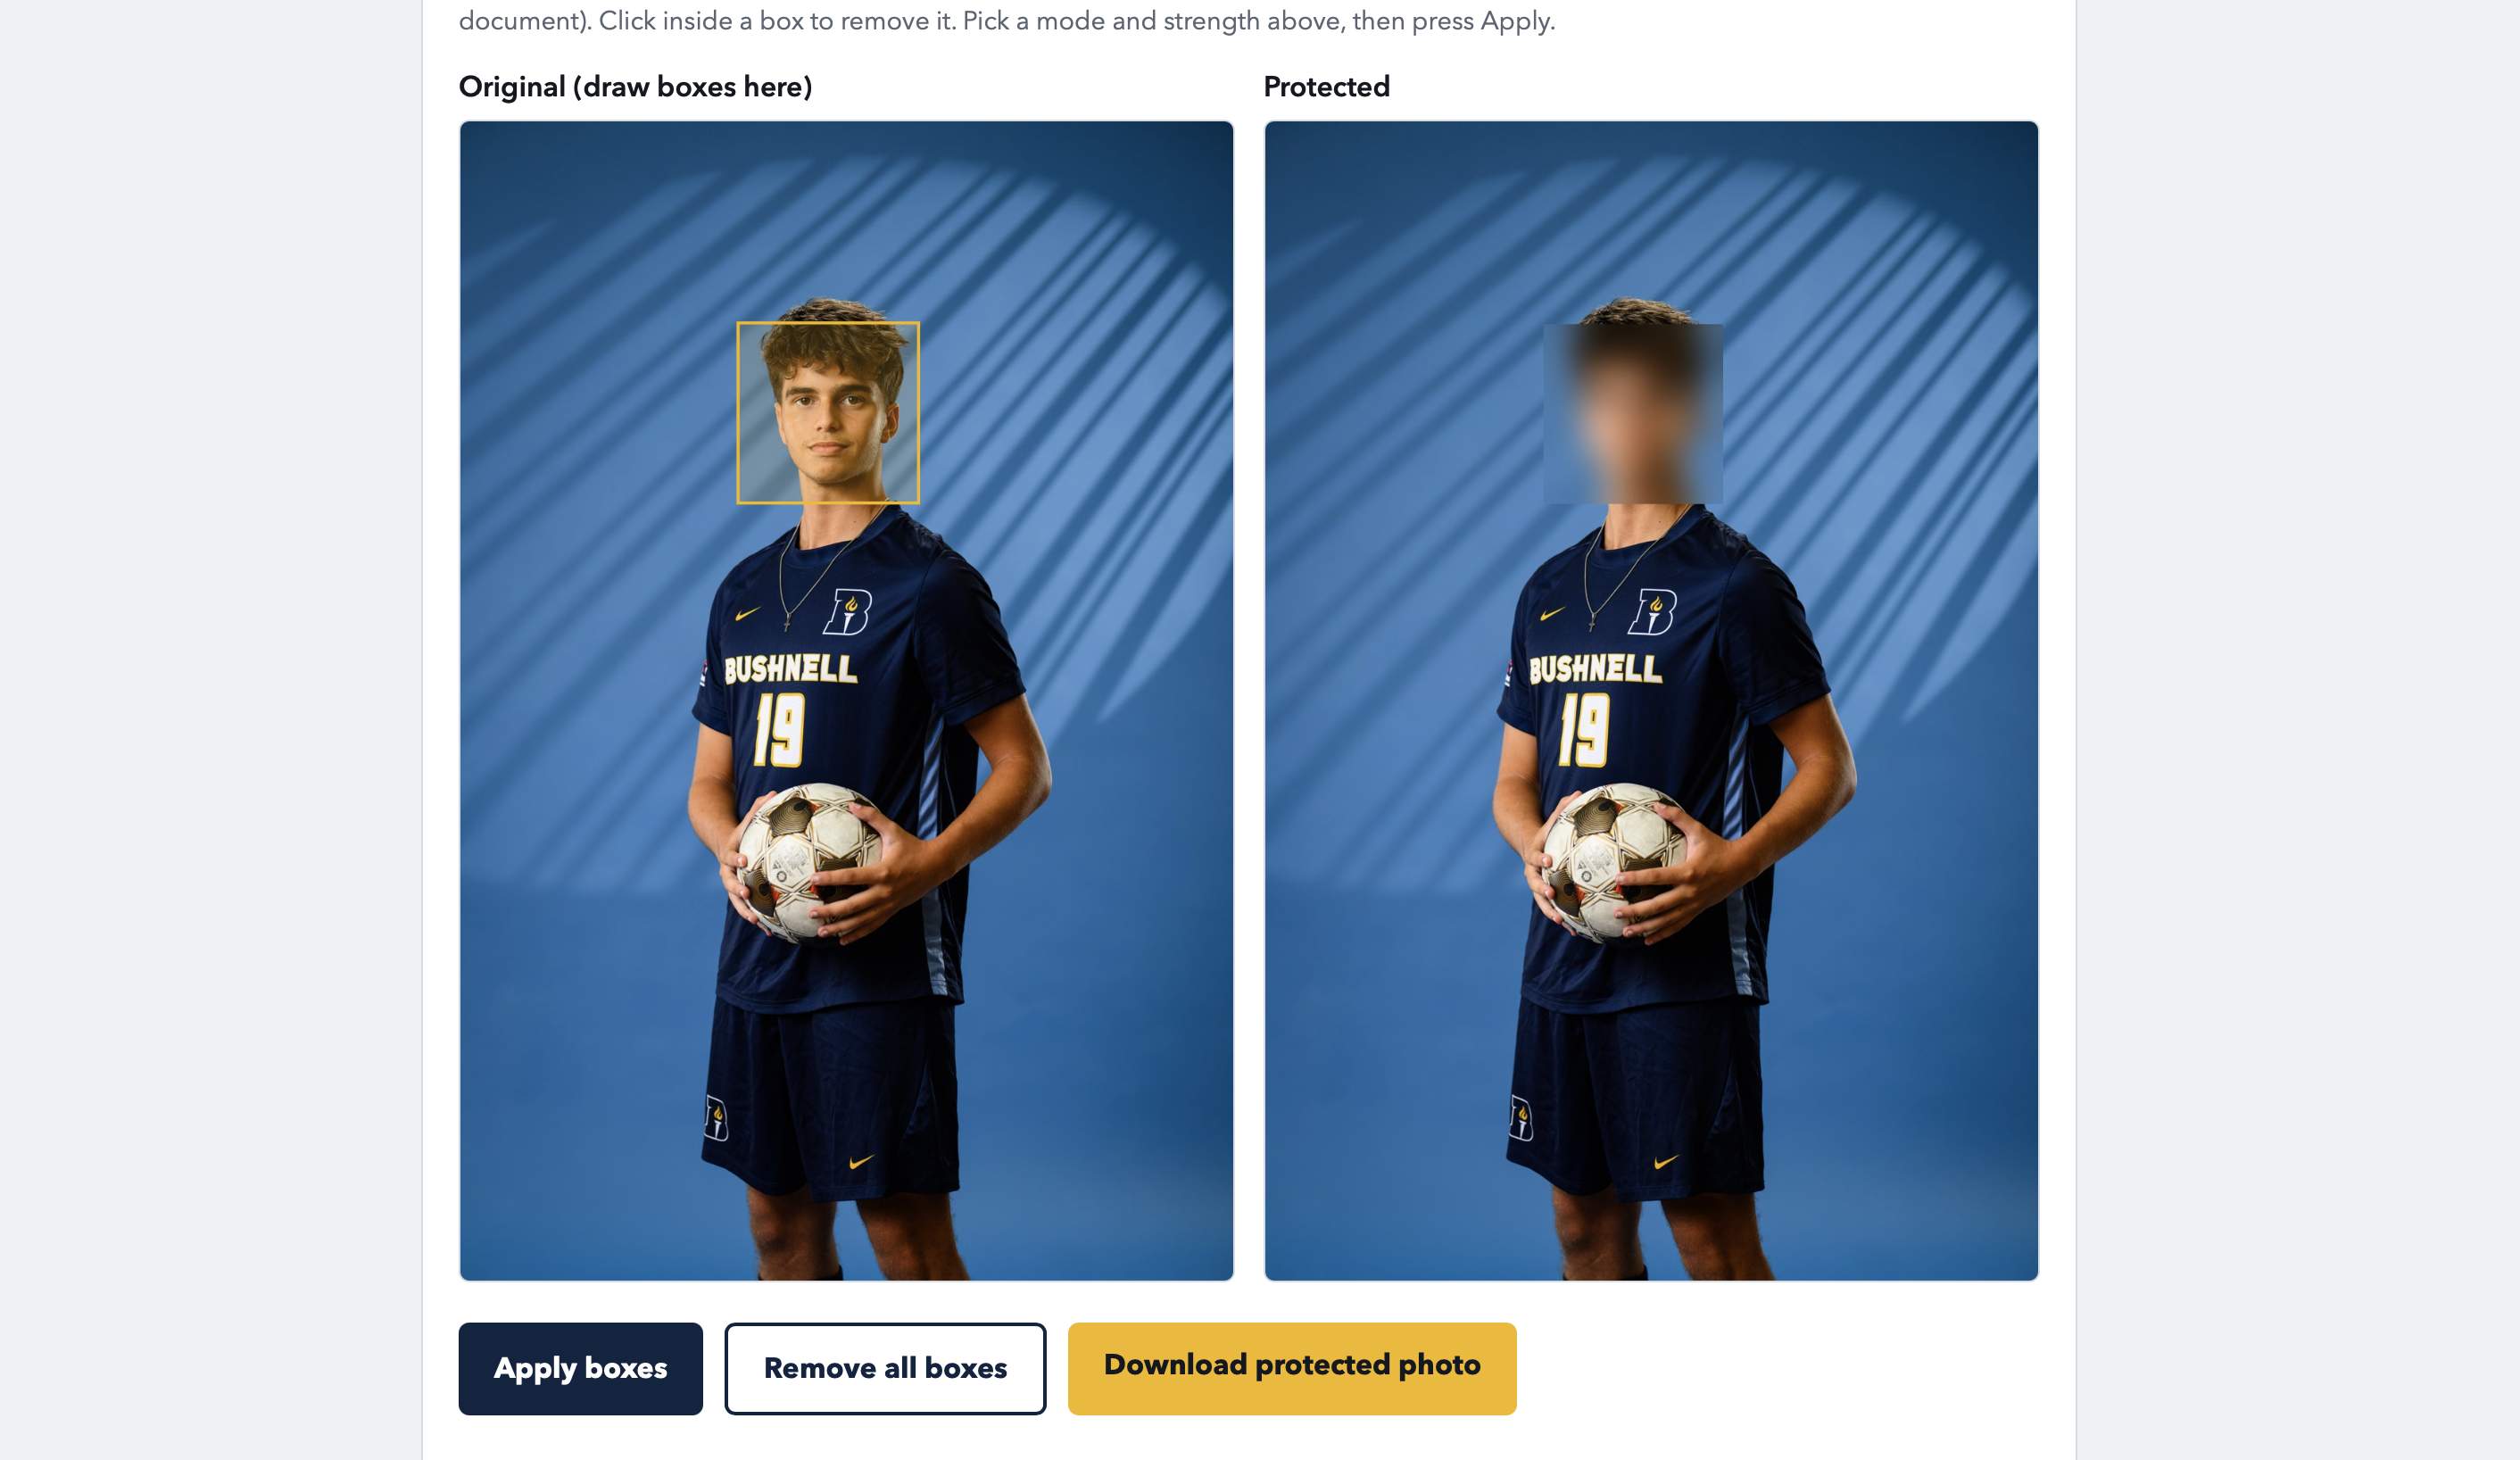 document). Click inside a box to remove it. Pick a mode and strength above, then press Apply.
Original (draw boxes here)
Protected
B
BUSHNELL
19
B
B
BUSHNELL
19
B
Apply boxes
Remove all boxes
Download protected photo